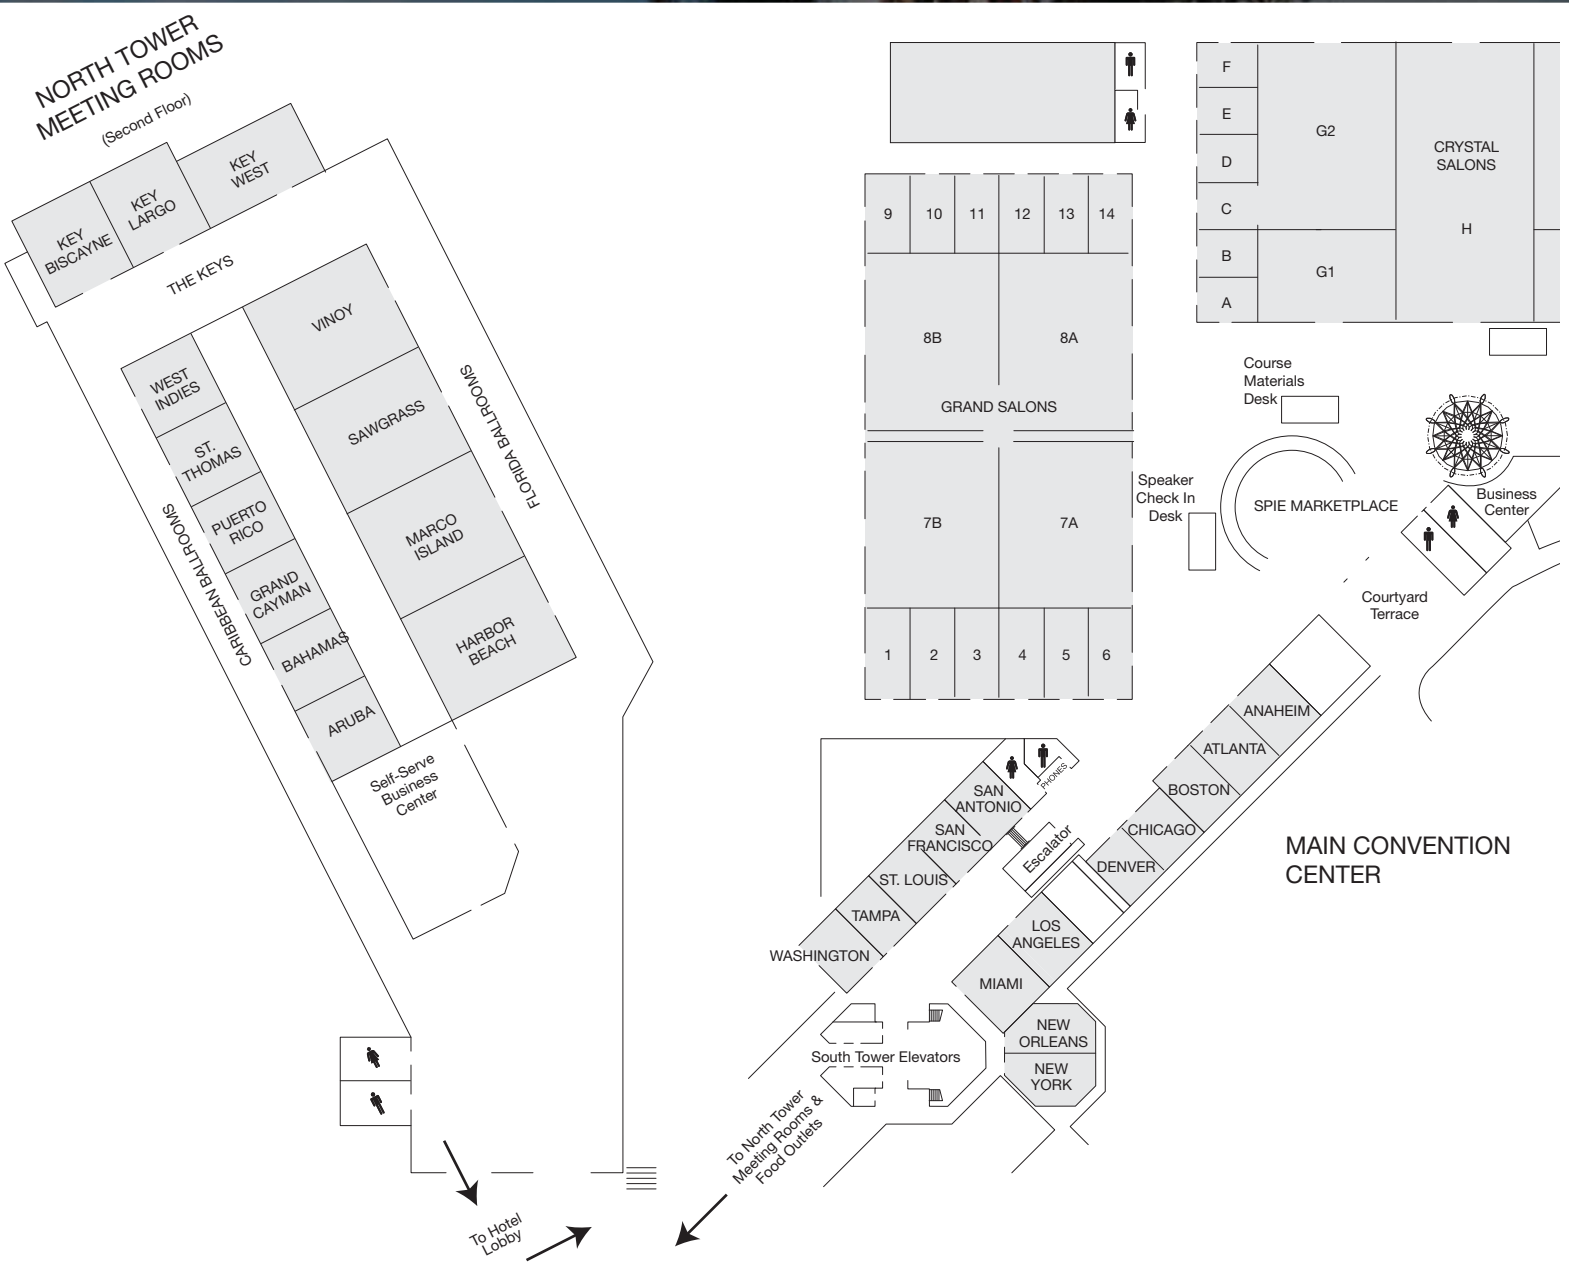 NORTH TOWER
MEETING ROOMS
(Second Floor)
KEY
WEST
KEY
LARGO
KEY
BISCAYNE
THE KEYS
VINOY
SAWGRASS
MARCO
ISLAND
HARBOR
BEACH
FLORIDA BALLROOMS
WEST
INDIES
ST.
THOMAS
PUERTO
RICO
GRAND
CAYMAN
BAHAMAS
ARUBA
CARIBBEAN BALLROOMS
Self-Serve
Business
Center
To Hotel
Lobby
9
10
11
12
13
14
8B
8A
GRAND SALONS
7B
7A
1
2
3
4
5
6
F
E
D
C
B
A
G2
G1
CRYSTAL
SALONS
H
Course
Materials
Desk
Speaker
Check In
Desk
SPIE MARKETPLACE
Business
Center
Courtyard
Terrace
ANAHEIM
ATLANTA
BOSTON
CHICAGO
DENVER
MAIN CONVENTION
CENTER
PHONES
SAN
ANTONIO
SAN
FRANCISCO
ST. LOUIS
TAMPA
WASHINGTON
Escalator
LOS
ANGELES
MIAMI
NEW
ORLEANS
NEW
YORK
South Tower Elevators
To North Tower
Meeting Rooms &
Food Outlets